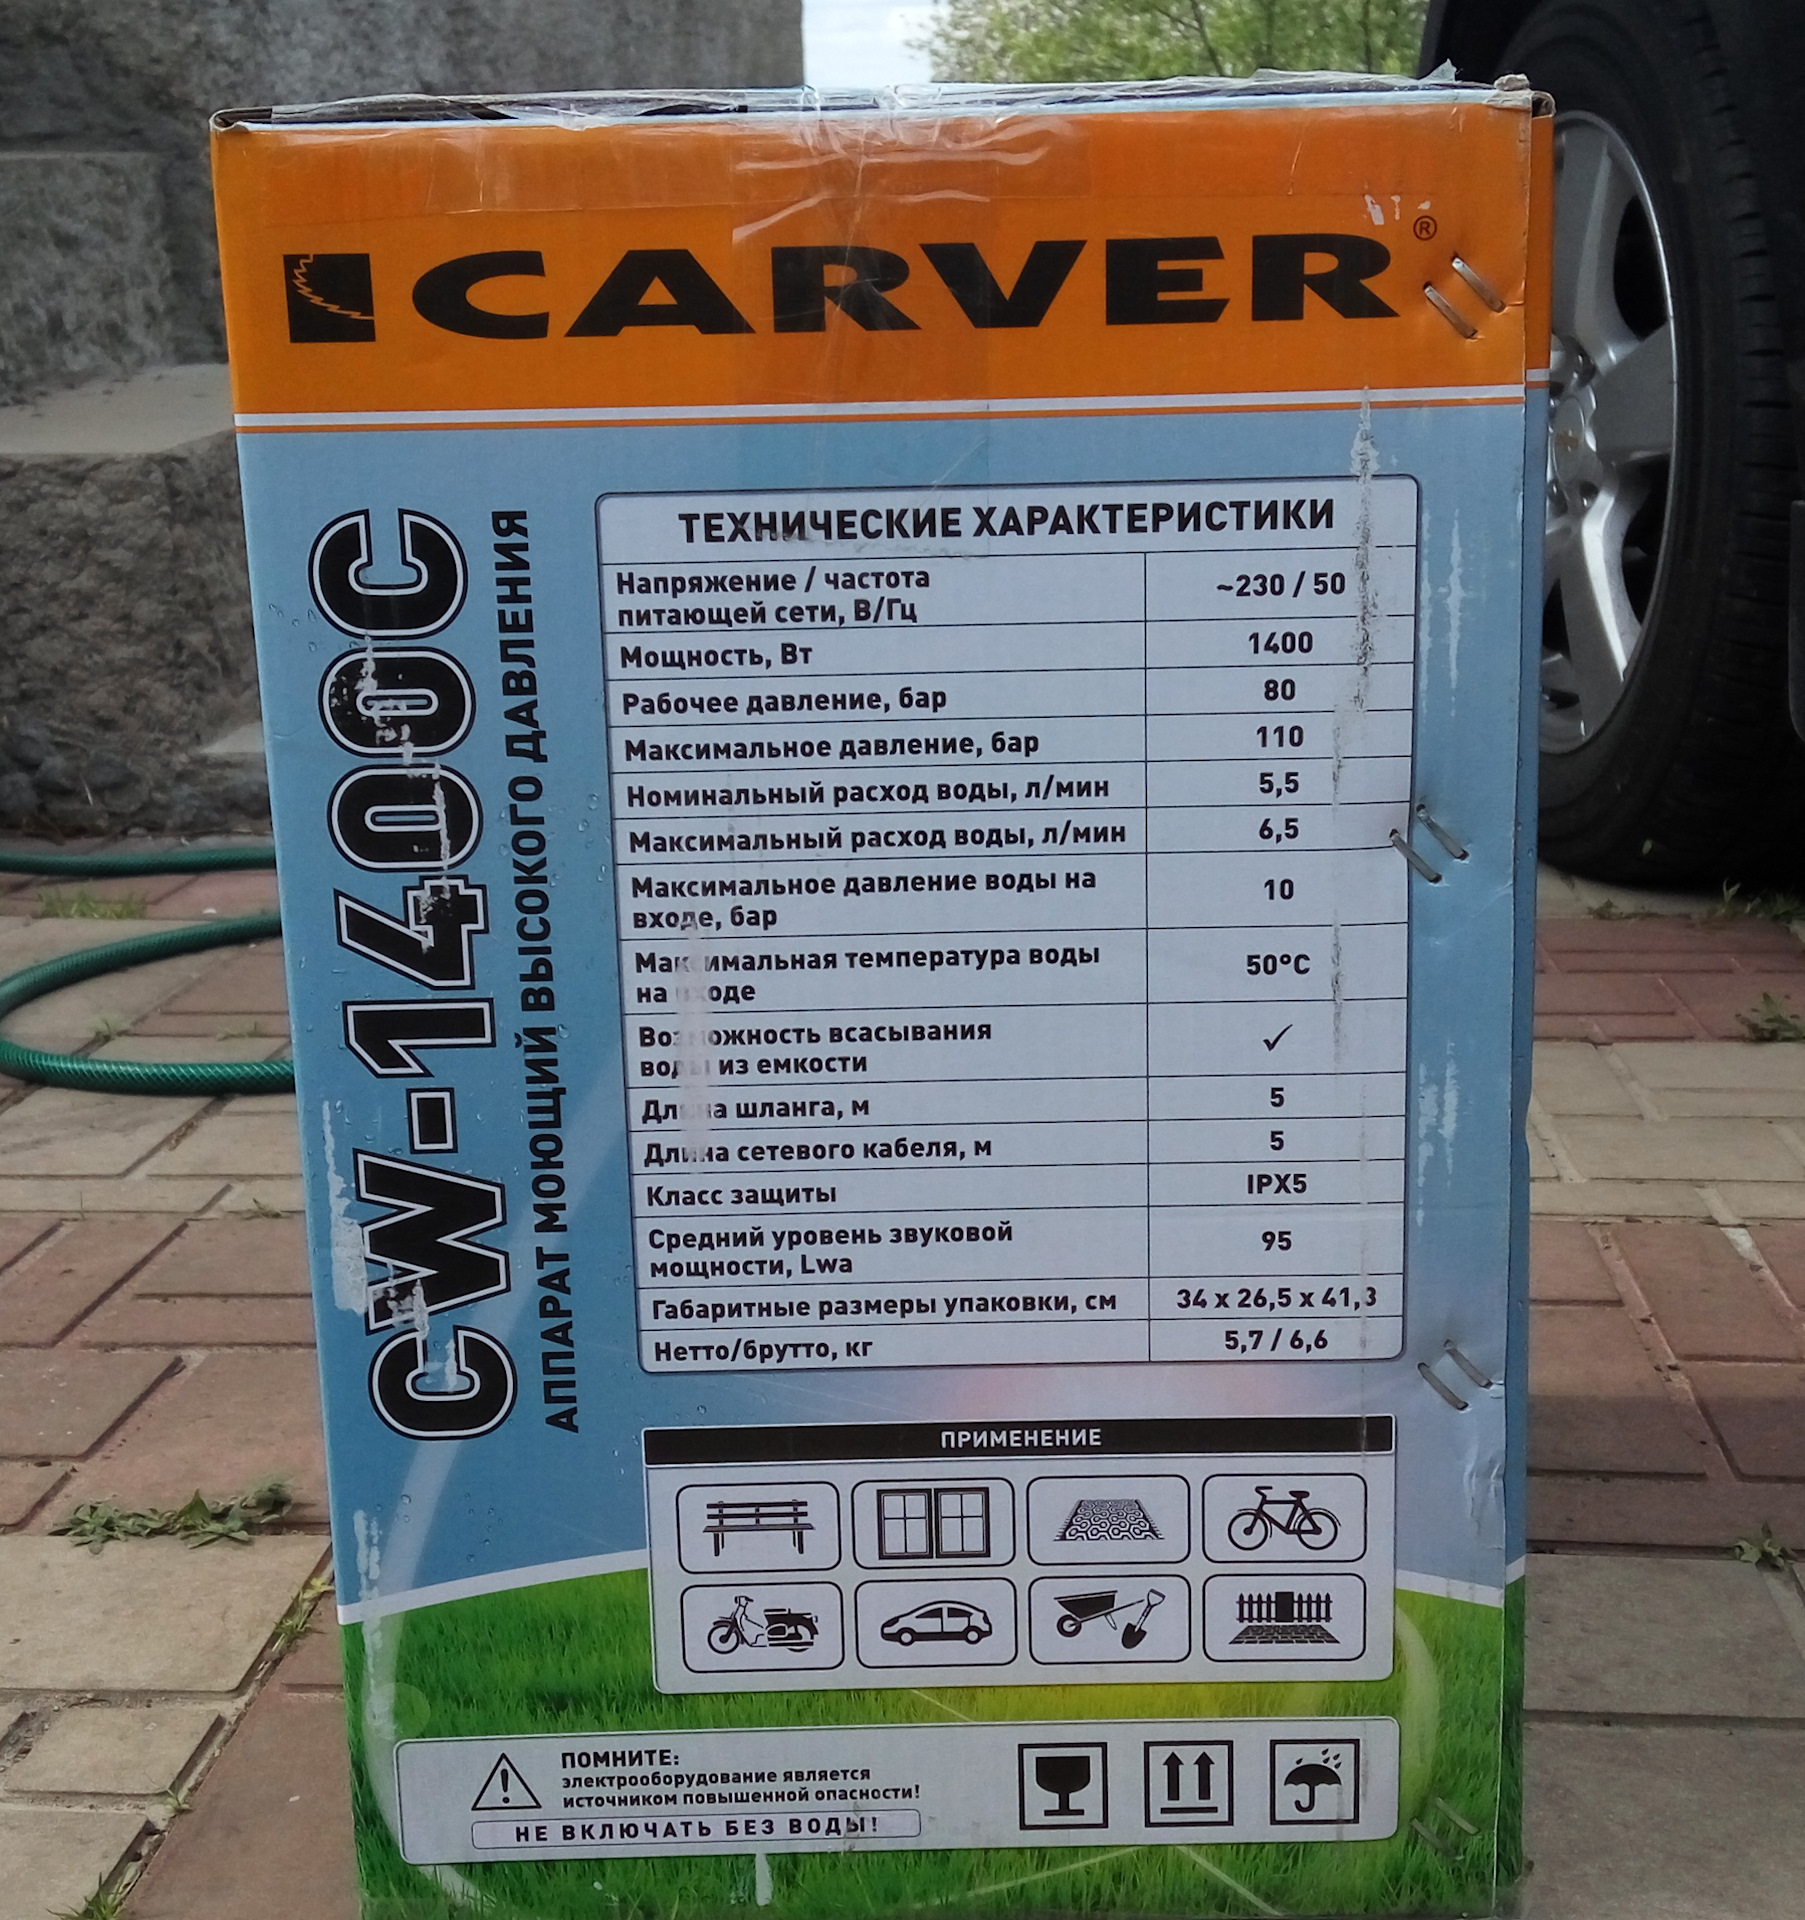 CARVER®
CW-1400C
АППАРАТ МОЮЩИЙ ВЫСОКОГО ДАВЛЕНИЯ
ТЕХНИЧЕСКИЕ ХАРАКТЕРИСТИКИ
Напряжение / частота
питающей сети, В/Гц ~230 / 50
Мощность, Вт 1400
Рабочее давление, бар 80
Максимальное давление, бар 110
Номинальный расход воды, л/мин 5,5
Максимальный расход воды, л/мин 6,5
Максимальное давление воды на
входе, бар 10
Максимальная температура воды
на входе 50°C
Возможность всасывания
воды из емкости ✓
Длина шланга, м 5
Длина сетевого кабеля, м 5
Класс защиты IPX5
Средний уровень звуковой
мощности, Lwa 95
Габаритные размеры упаковки, см 34 x 26,5 x 41,3
Нетто/брутто, кг 5,7 / 6,6
ПРИМЕНЕНИЕ
ПОМНИТЕ:
электрооборудование является
источником повышенной опасности!
НЕ ВКЛЮЧАТЬ БЕЗ ВОДЫ!